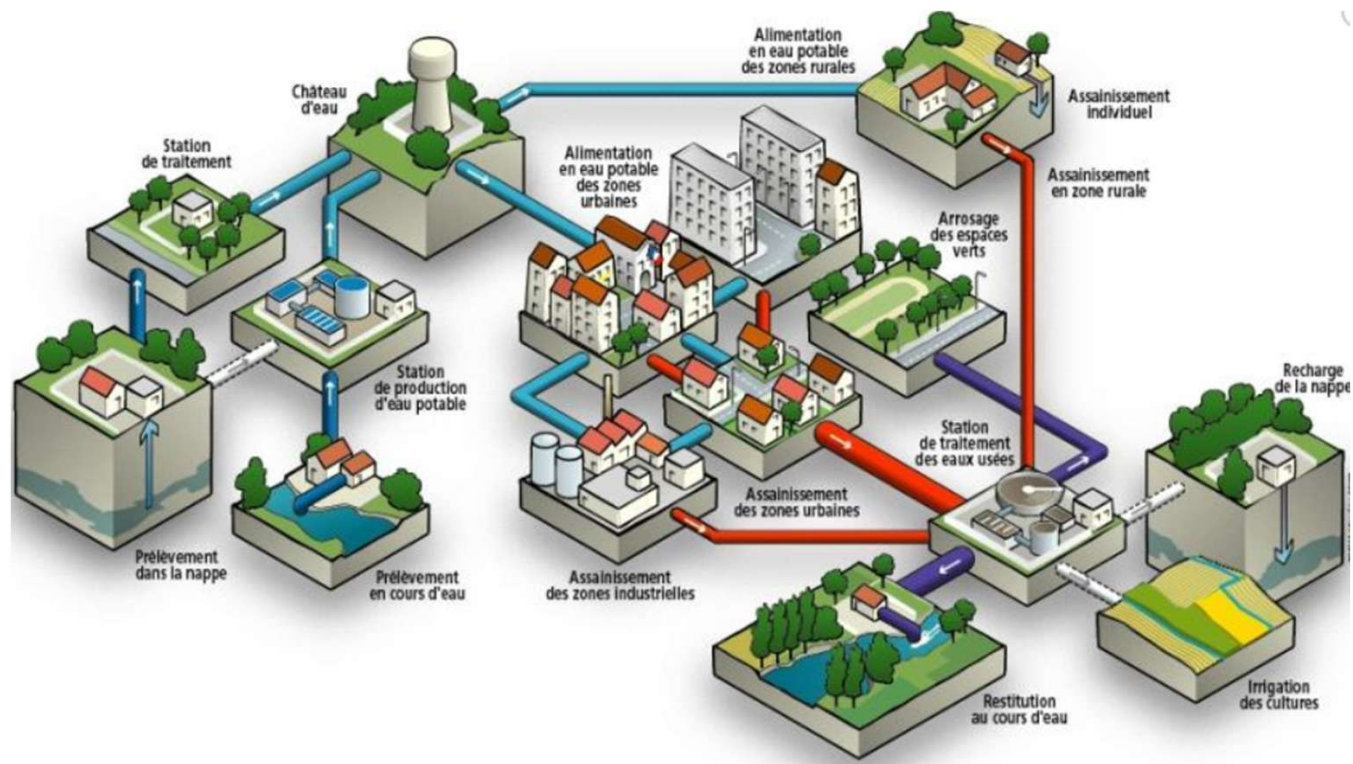 Alimentation
en eau potable
des zones rurales
Château
d'eau
Assainissement
individuel
Station
de traitement
Alimentation
en eau potable
des zones
urbaines
Assainissement
en zone rurale
Arrosage
des espaces
verts
Station
de production
d'eau potable
Recharge
de la nappe
Station
de traitement
des eaux usées
Assainissement
des zones urbaines
Prélèvement
dans la nappe
Prélèvement
en cours d'eau
Assainissement
des zones industrielles
Restitution
au cours d'eau
Irrigation
des cultures